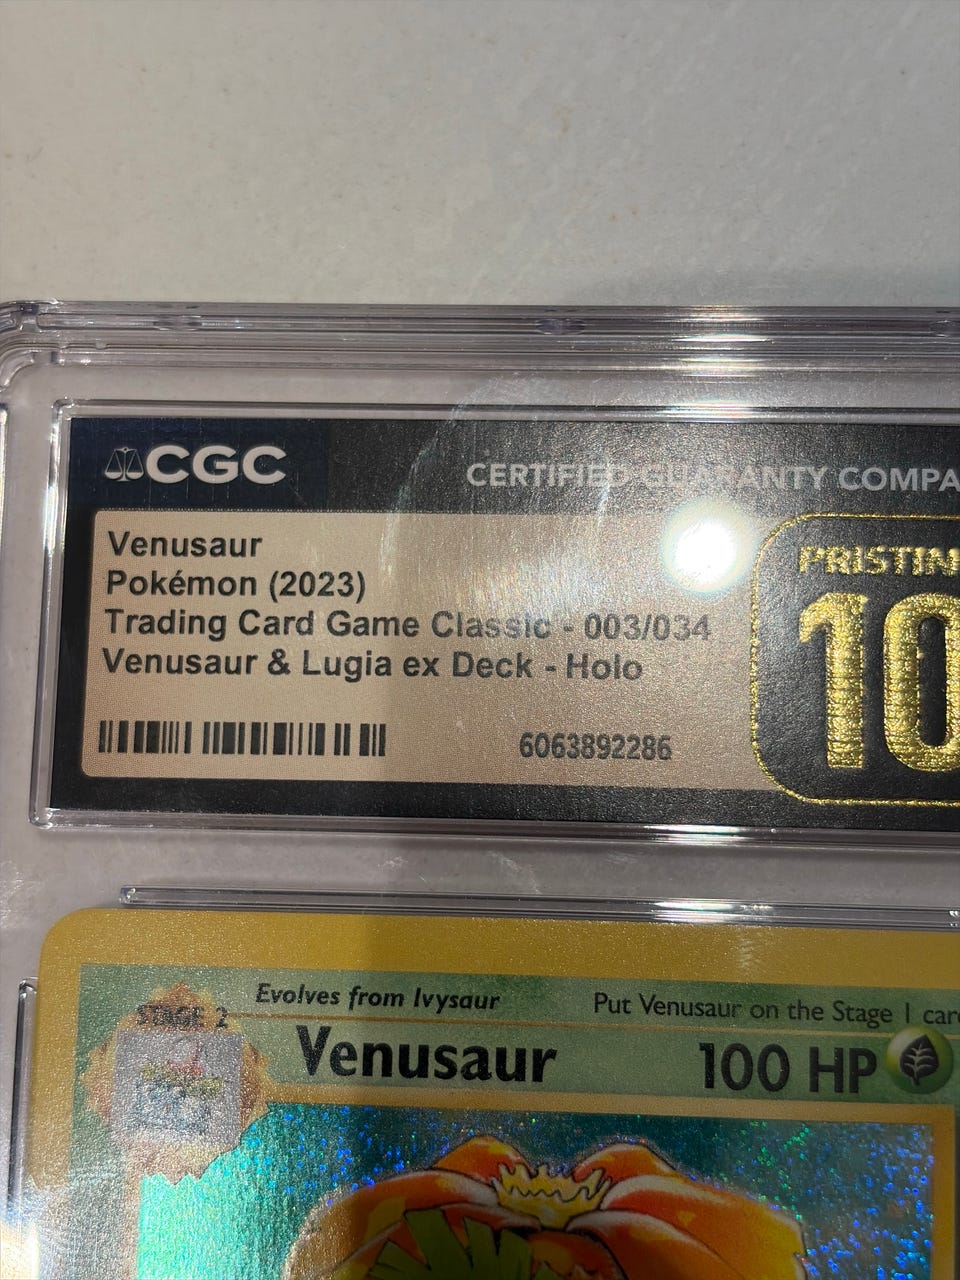 CGC
CERTIFIED GUARANTY COMPA
Venusaur
Pokémon (2023)
Trading Card Game Classic - 003/034
Venusaur & Lugia ex Deck - Holo
6063892286
PRISTIN
10
Evolves from Ivysaur
Put Venusaur on the Stage 1 car
STAGE 2
Venusaur
100 HP